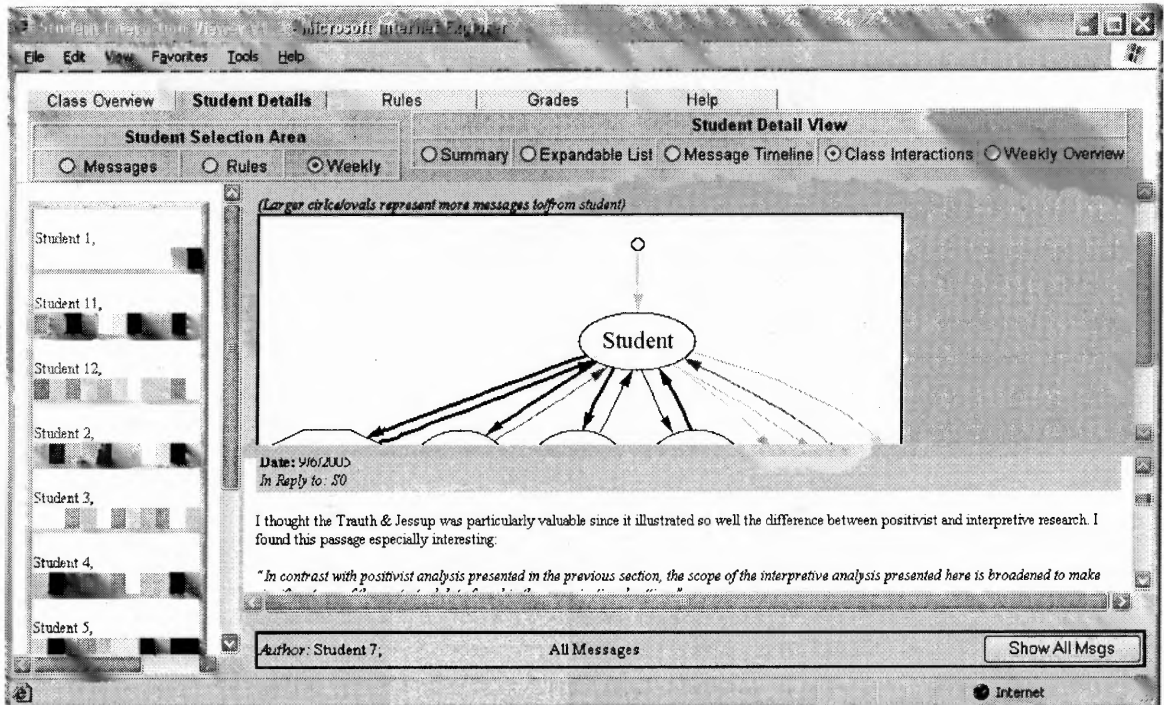 Microsoft Internet Explorer
File Edit View Favorites Tools Help
Class Overview Student Details Rules Grades Help
Student Selection Area
Messages Rules Weekly
Student Detail View
Summary Expandable List Message Timeline Class Interactions Weekly Overview
(Larger cirlce/ovals represent more messages to/from student)
Student
Student 1,
Student 11,
Student 12,
Student 2,
Student 3,
Student 4,
Student 5,
Date: 9/6/2005
In Reply to: S0
I thought the Trauth & Jessup was particularly valuable since it illustrated so well the difference between positivist and interpretive research. I
found this passage especially interesting:
"In contrast with positivist analysis presented in the previous section, the scope of the interpretive analysis presented here is broadened to make
Author: Student 7; All Messages Show All Msgs
Internet